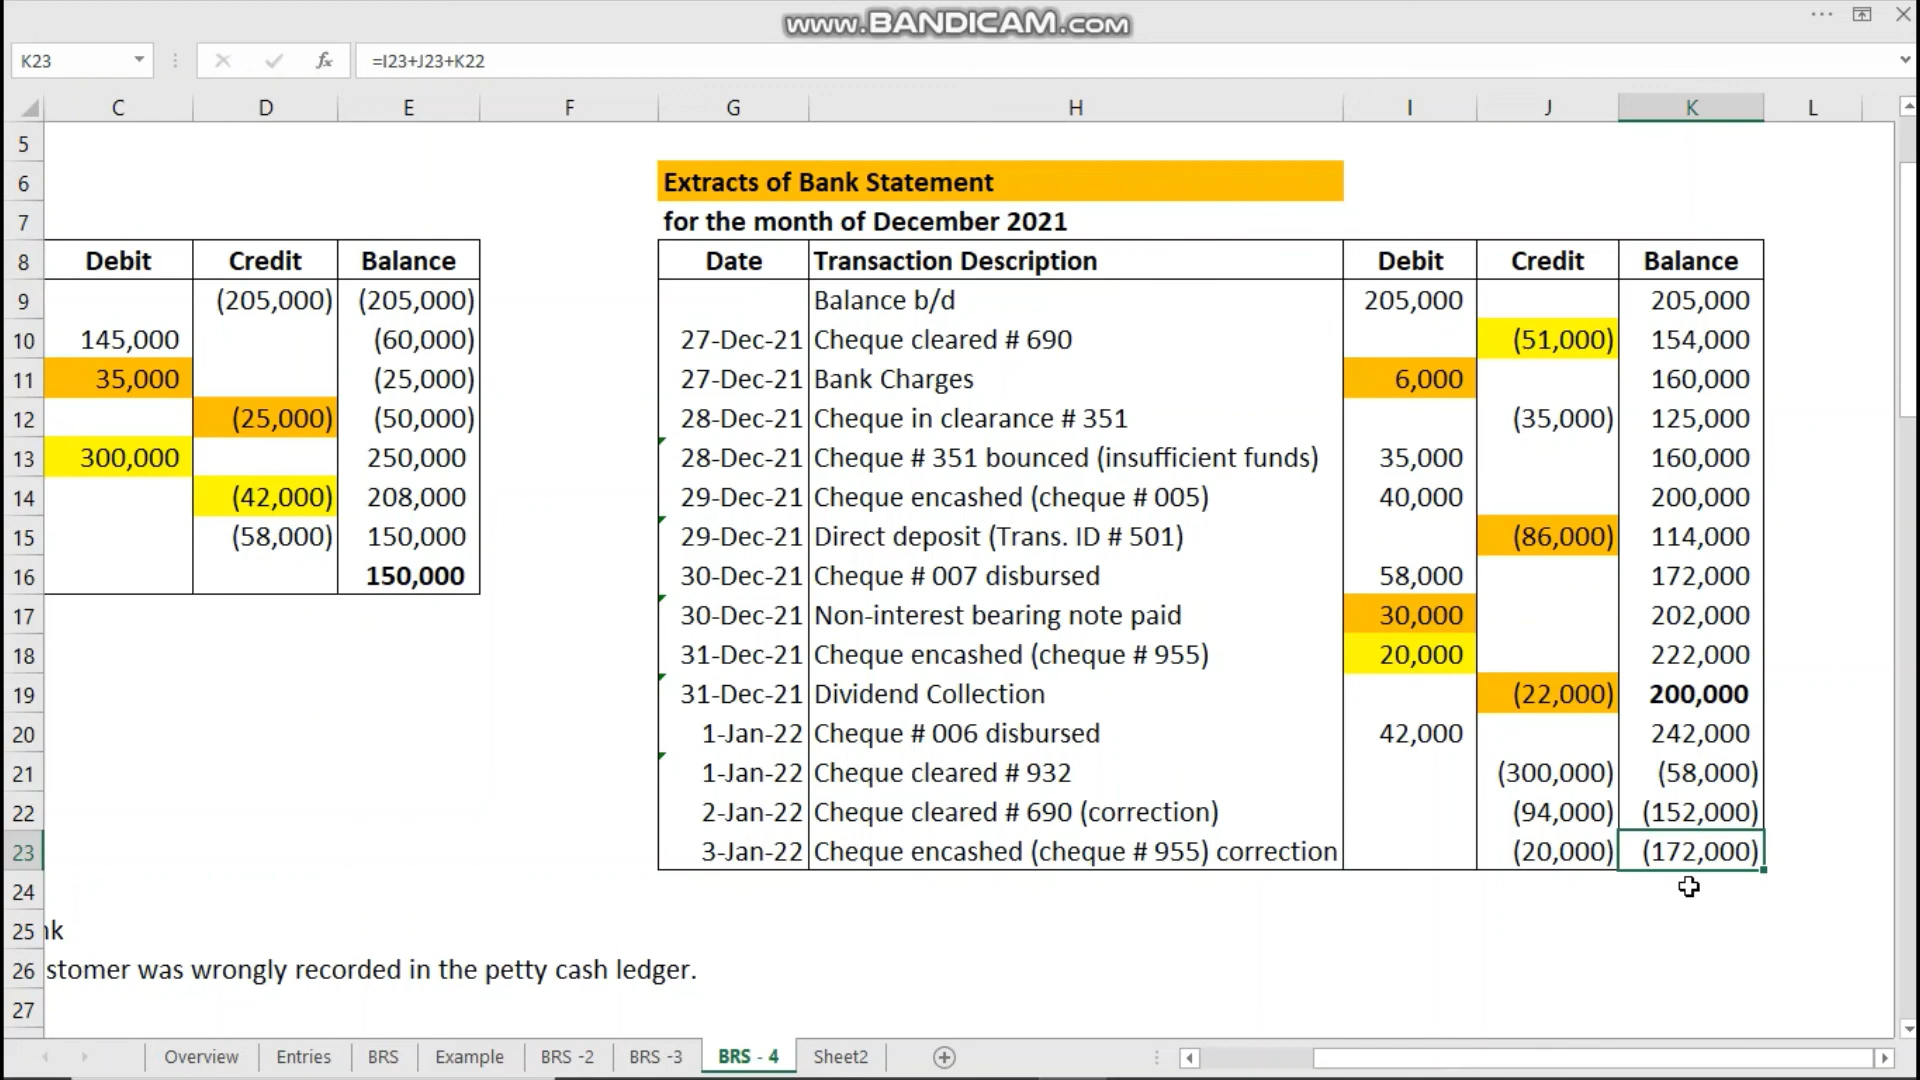 www.BANDICAM.com
K23 fx =I23+J23+K22
C D E F G H I J K L
5
6 Extracts of Bank Statement
7 for the month of December 2021
8 Debit Credit Balance Date Transaction Description Debit Credit Balance
9 (205,000) (205,000) Balance b/d 205,000 205,000
10 145,000 (60,000) 27-Dec-21 Cheque cleared # 690 (51,000) 154,000
11 35,000 (25,000) 27-Dec-21 Bank Charges 6,000 160,000
12 (25,000) (50,000) 28-Dec-21 Cheque in clearance # 351 (35,000) 125,000
13 300,000 250,000 28-Dec-21 Cheque # 351 bounced (insufficient funds) 35,000 160,000
14 (42,000) 208,000 29-Dec-21 Cheque encashed (cheque # 005) 40,000 200,000
15 (58,000) 150,000 29-Dec-21 Direct deposit (Trans. ID # 501) (86,000) 114,000
16 150,000 30-Dec-21 Cheque # 007 disbursed 58,000 172,000
17 30-Dec-21 Non-interest bearing note paid 30,000 202,000
18 31-Dec-21 Cheque encashed (cheque # 955) 20,000 222,000
19 31-Dec-21 Dividend Collection (22,000) 200,000
20 1-Jan-22 Cheque # 006 disbursed 42,000 242,000
21 1-Jan-22 Cheque cleared # 932 (300,000) (58,000)
22 2-Jan-22 Cheque cleared # 690 (correction) (94,000) (152,000)
23 3-Jan-22 Cheque encashed (cheque # 955) correction (20,000) (172,000)
24
25 nk
26 stomer was wrongly recorded in the petty cash ledger.
27
Overview Entries BRS Example BRS -2 BRS -3 BRS - 4 Sheet2